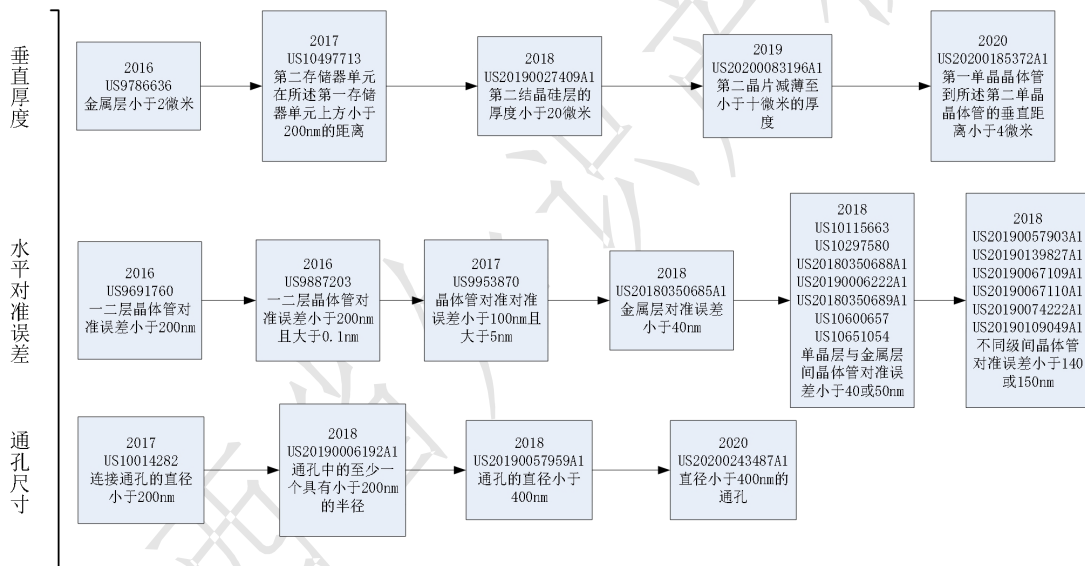 垂直厚度
2016
US9786636
金属层小于2微米
2017
US10497713
第二存储器单元
在所述第一存储
器单元上方小于
200nm的距离
2018
US20190027409A1
第二结晶硅层的
厚度小于20微米
2019
US20200083196A1
第二晶片减薄至
小于十微米的厚
度
2020
US20200185372A1
第一单晶晶体管
到所述第二单晶
晶体管的垂直距
离小于4微米
水平对准误差
2016
US9691760
一二层晶体管对
准误差小于200nm
2016
US9887203
一二层晶体管对
准误差小于200nm
且大于0.1nm
2017
US9953870
晶体管对准对准
误差小于100nm且
大于5nm
2018
US20180350685A1
金属层对准误差
小于40nm
2018
US10115663
US10297580
US20180350688A1
US20190006222A1
US20180350689A1
US10600657
US10651054
单晶层与金属层
间晶体管对准误
差小于40或50nm
2018
US20190057903A1
US20190139827A1
US20190067109A1
US20190067110A1
US20190074222A1
US20190109049A1
不同级间晶体管
对准误差小于140
或150nm
通孔尺寸
2017
US10014282
连接通孔的直径
小于200nm
2018
US20190006192A1
通孔中的至少一
个具有小于200nm
的半径
2018
US20190057959A1
通孔的直径小于
400nm
2020
US20200243487A1
直径小于400nm的
通孔